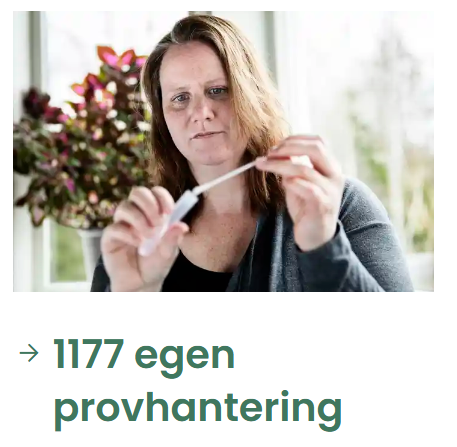 → 1177 egen
provhantering